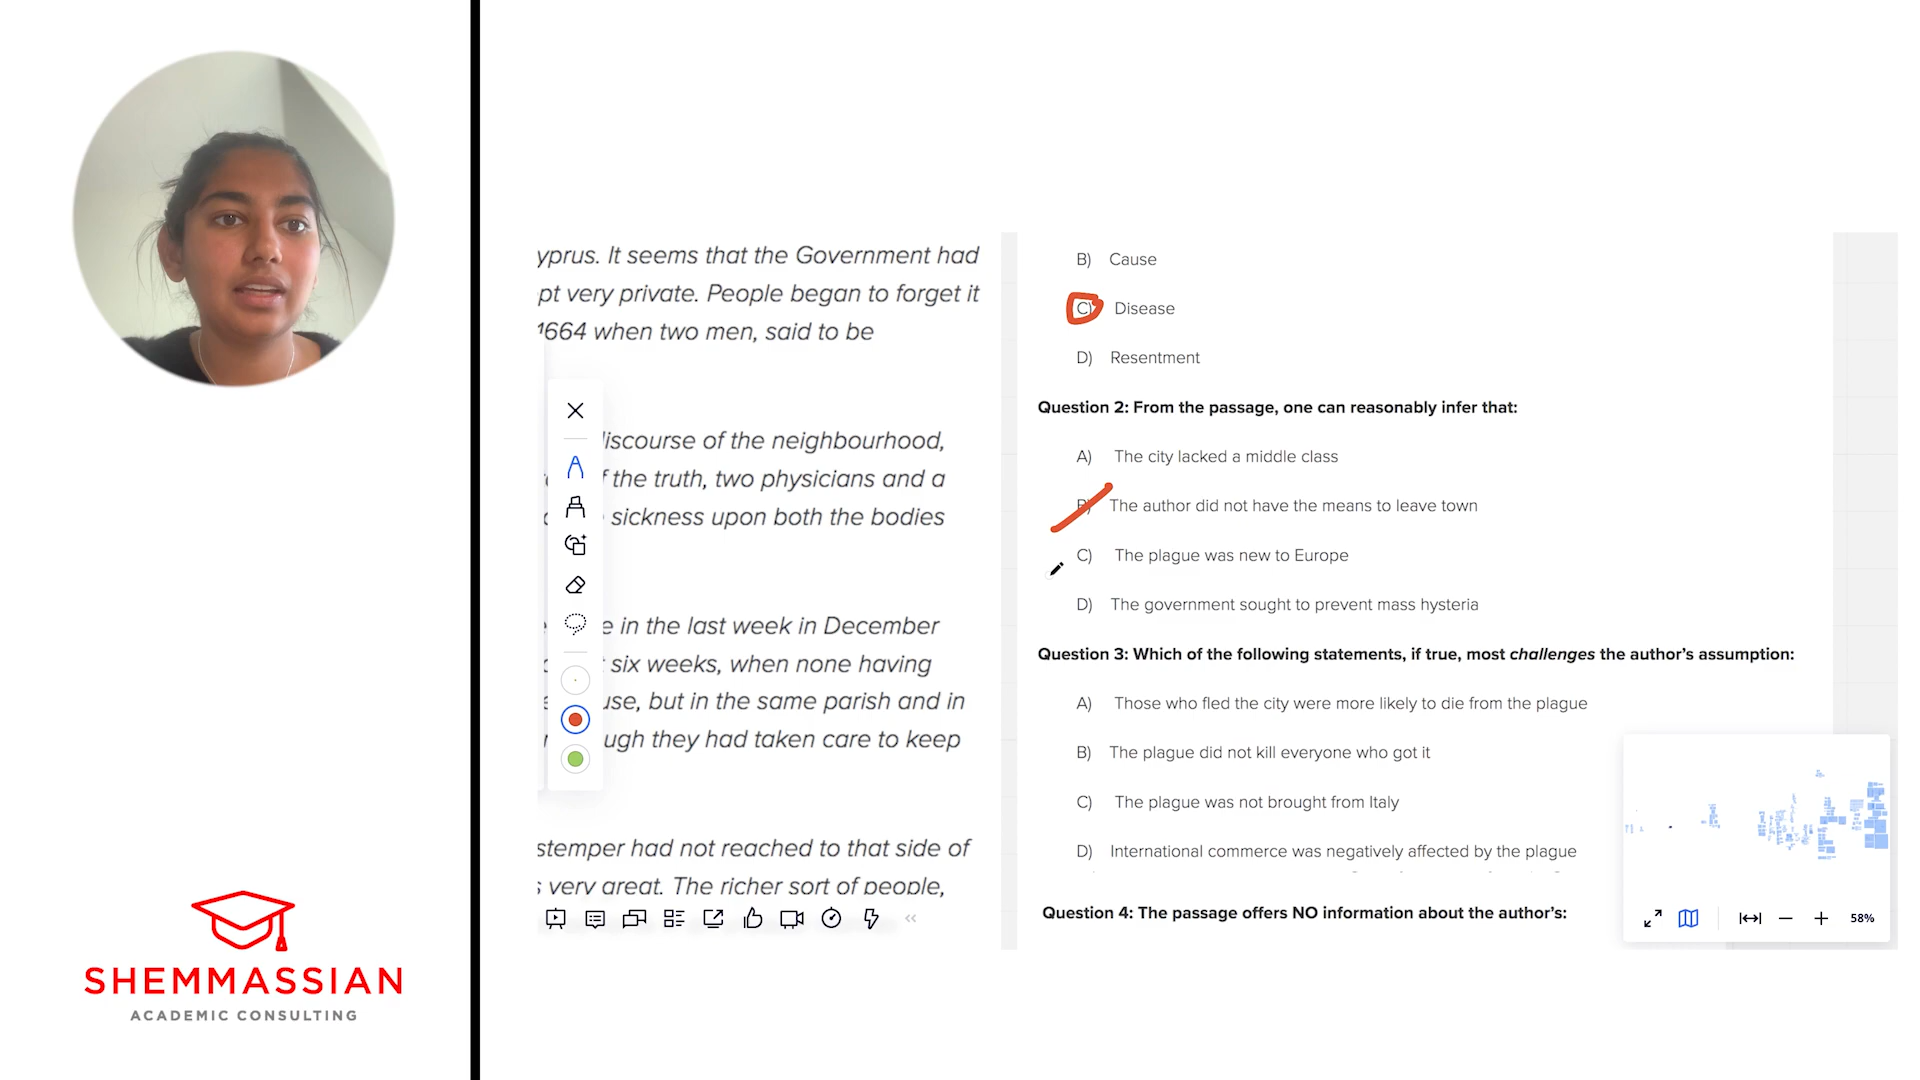 yprus. It seems that the Government had
pt very private. People began to forget it
1664 when two men, said to be
discourse of the neighbourhood,
f the truth, two physicians and a
sickness upon both the bodies
e in the last week in December
six weeks, when none having
use, but in the same parish and in
ugh they had taken care to keep
stemper had not reached to that side of
s very great. The richer sort of people,
B) Cause
C) Disease
D) Resentment
Question 2: From the passage, one can reasonably infer that:
A) The city lacked a middle class
B) The author did not have the means to leave town
C) The plague was new to Europe
D) The government sought to prevent mass hysteria
Question 3: Which of the following statements, if true, most challenges the author's assumption:
A) Those who fled the city were more likely to die from the plague
B) The plague did not kill everyone who got it
C) The plague was not brought from Italy
D) International commerce was negatively affected by the plague
Question 4: The passage offers NO information about the author's:
58%
SHEMMASSIAN
ACADEMIC CONSULTING